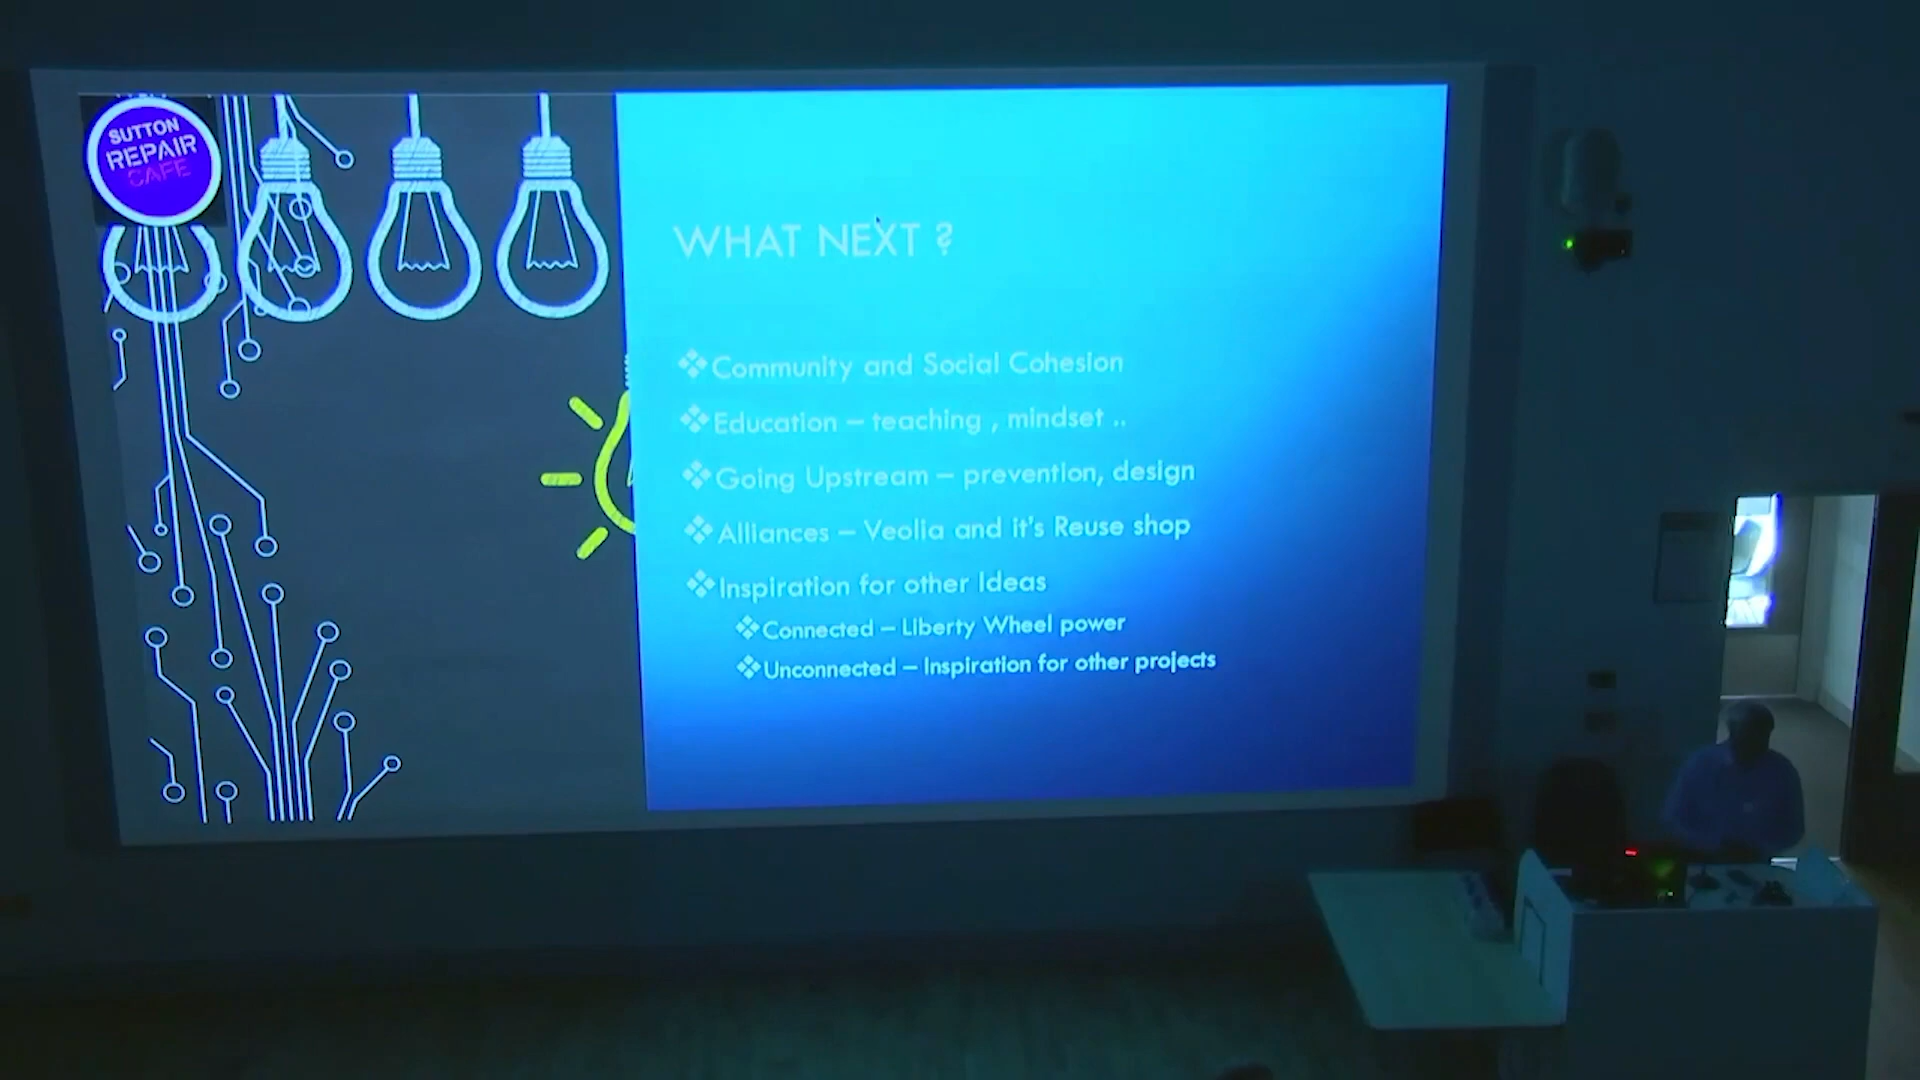 SUTTON
REPAIR
CAFE
WHAT NEXT ?
❖Community and Social Cohesion
❖Education – teaching , mindset ..
❖Going Upstream – prevention, design
❖Alliances – Veolia and it's Reuse shop
❖Inspiration for other Ideas
❖Connected – Liberty Wheel power
❖Unconnected – Inspiration for other projects